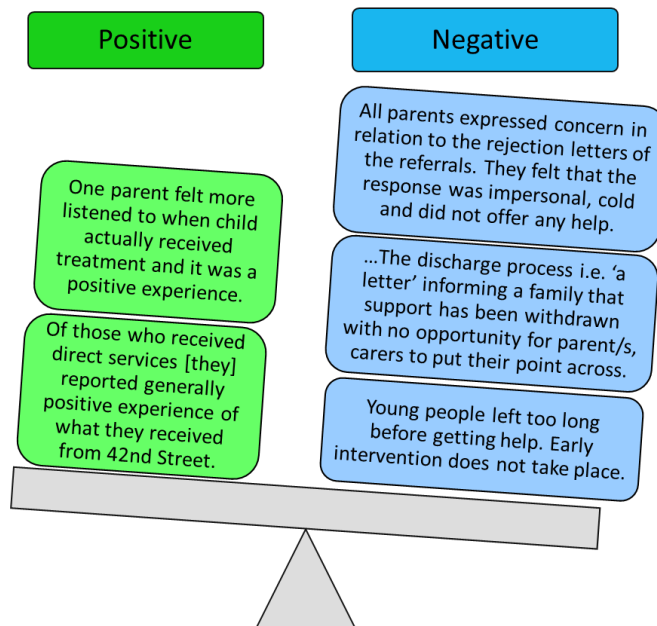 Positive
Negative
One parent felt more
listened to when child
actually received
treatment and it was a
positive experience.
Of those who received
direct services [they]
reported generally
positive experience of
what they received
from 42nd Street.
All parents expressed concern in
relation to the rejection letters of
the referrals. They felt that the
response was impersonal, cold
and did not offer any help.
...The discharge process i.e. ‘a
letter’ informing a family that
support has been withdrawn
with no opportunity for parent/s,
carers to put their point across.
Young people left too long
before getting help. Early
intervention does not take place.